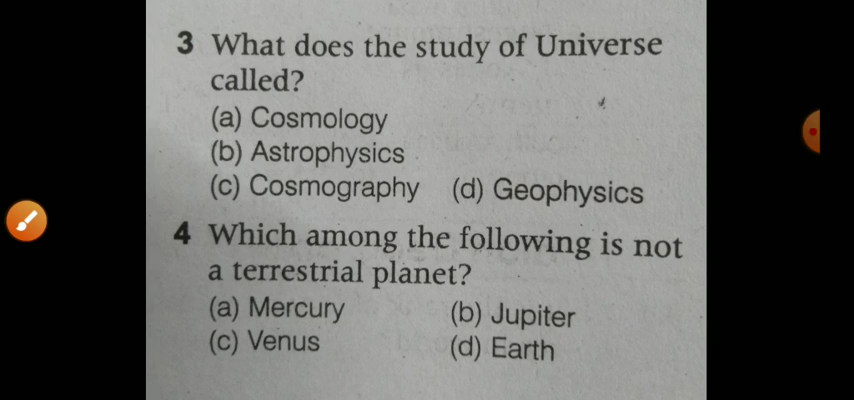 3 What does the study of Universe
called?
(a) Cosmology
(b) Astrophysics
(c) Cosmography (d) Geophysics
4 Which among the following is not
a terrestrial planet?
(a) Mercury (b) Jupiter
(c) Venus (d) Earth